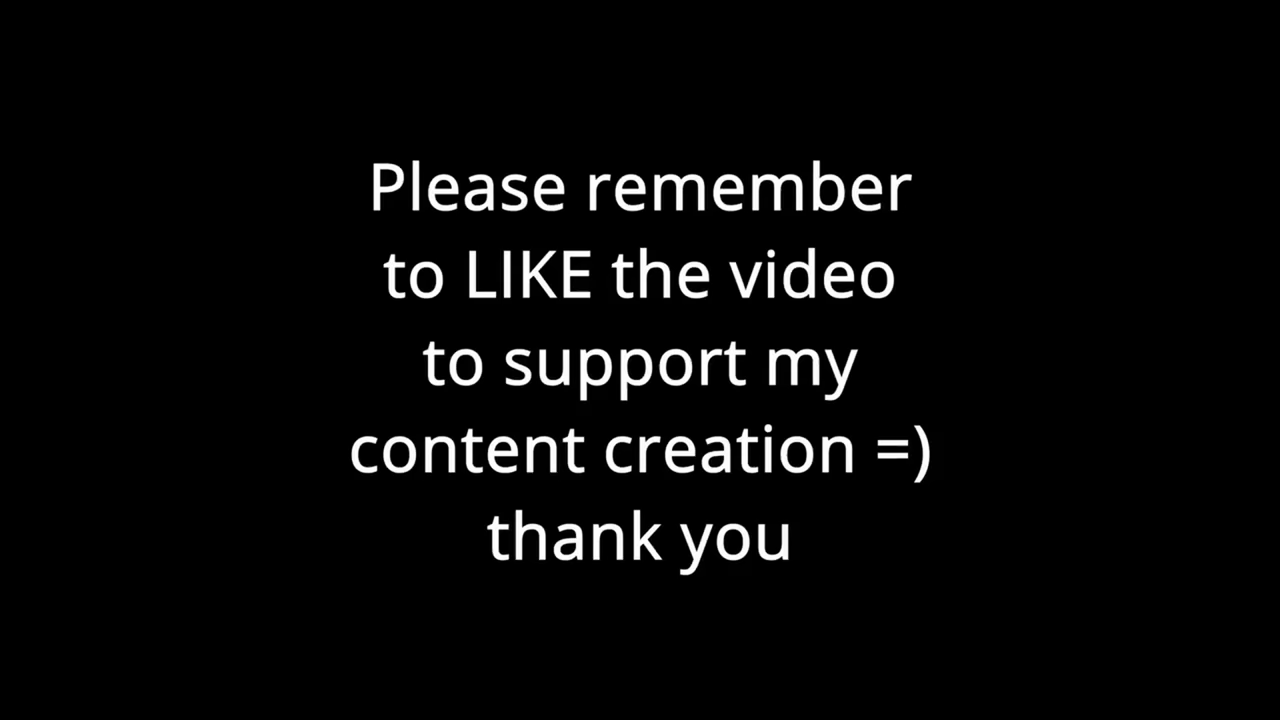 Please remember
to LIKE the video
to support my
content creation =)
thank you